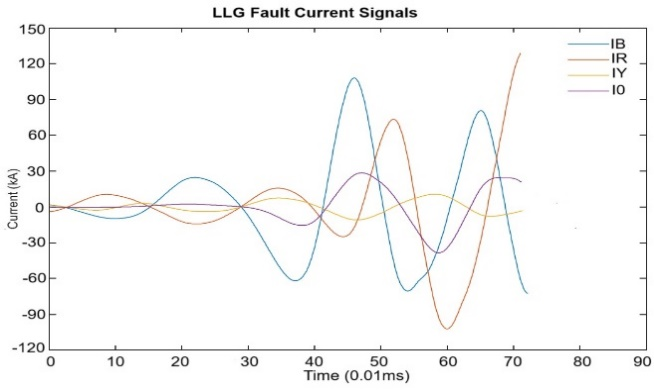 LLG Fault Current Signals
150
120
90
60
30
0
-30
-60
-90
-120
Current (kA)
0 10 20 30 40 50 60 70 80 90
Time (0.01ms)
IB
IR
IY
I0